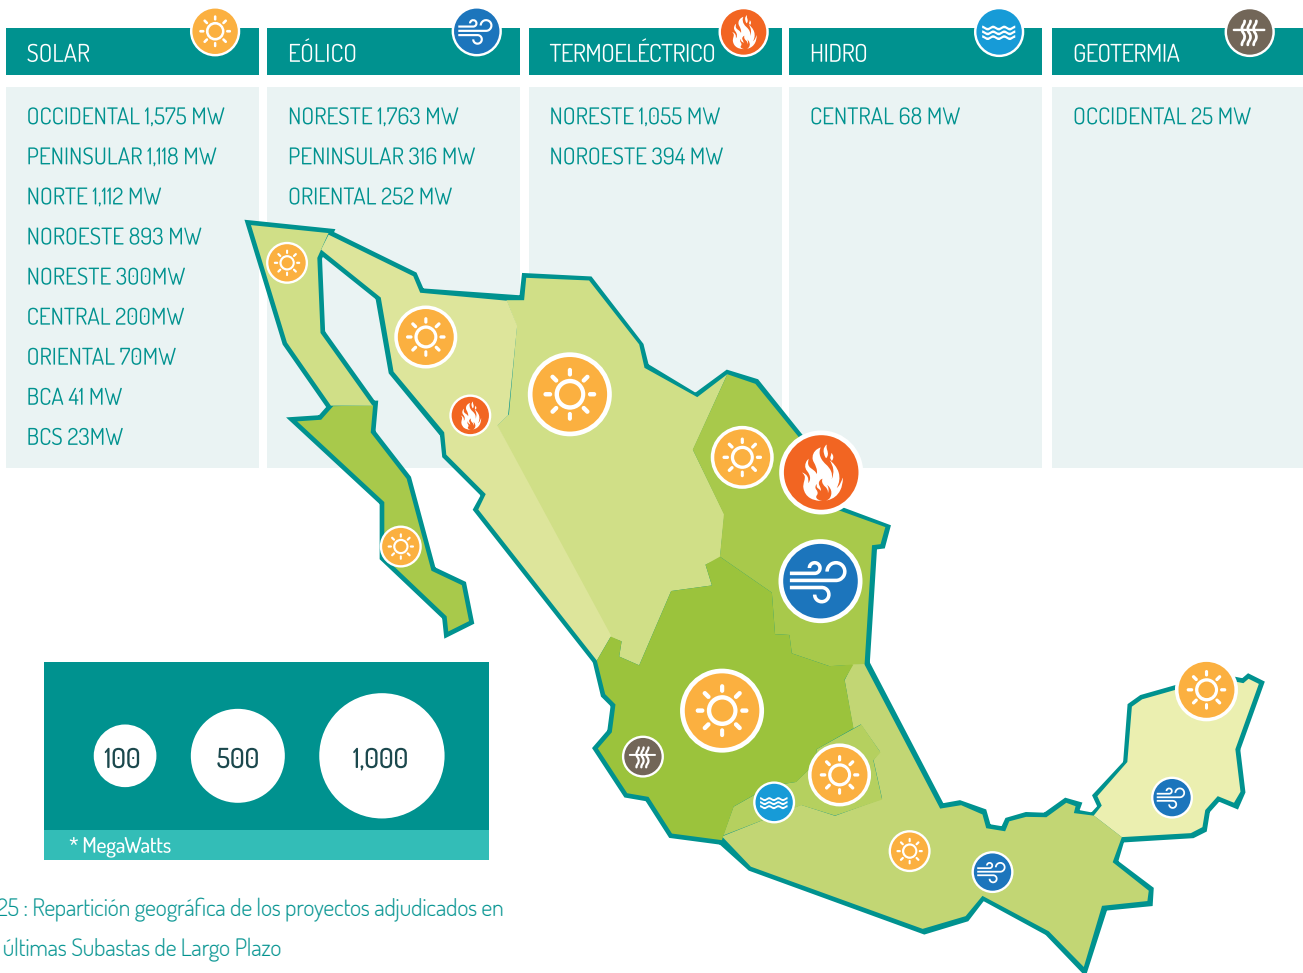 SOLAR
OCCIDENTAL 1,575 MW
PENINSULAR 1,118 MW
NORTE 1,112 MW
NOROESTE 893 MW
NORESTE 300MW
CENTRAL 200MW
ORIENTAL 70MW
BCA 41 MW
BCS 23MW
EÓLICO
NORESTE 1,763 MW
PENINSULAR 316 MW
ORIENTAL 252 MW
TERMOELÉCTRICO
NORESTE 1,055 MW
NOROESTE 394 MW
HIDRO
CENTRAL 68 MW
GEOTERMIA
OCCIDENTAL 25 MW
100
500
1,000
* MegaWatts
25 : Repartición geográfica de los proyectos adjudicados en
últimas Subastas de Largo Plazo